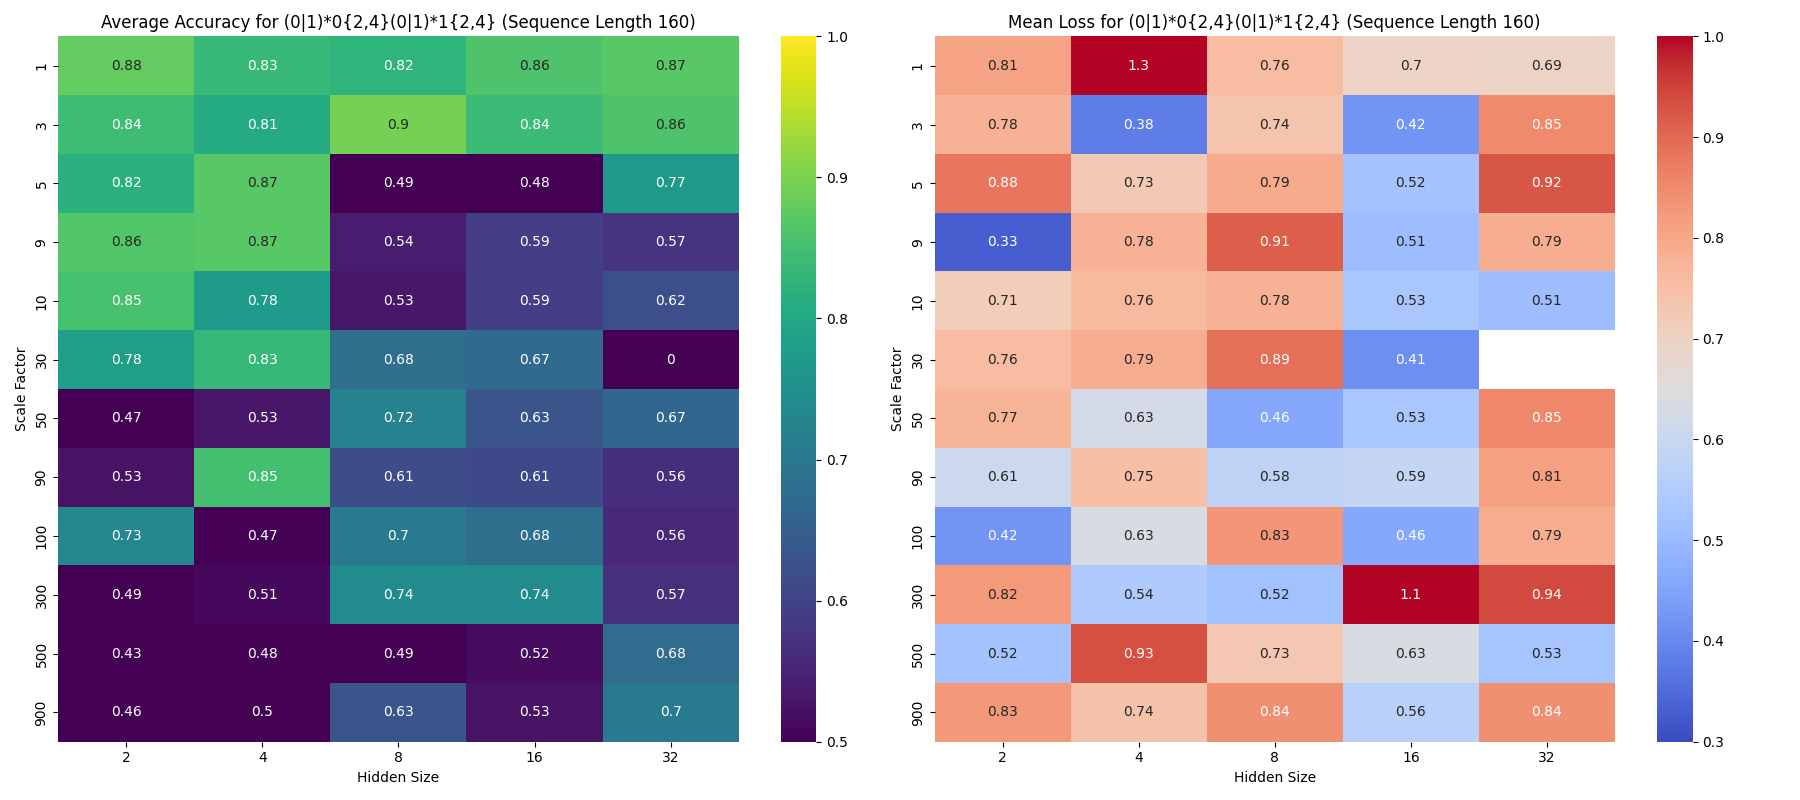 Average Accuracy for (0|1)*0{2,4}(0|1)*1{2,4} (Sequence Length 160)
Scale Factor
1 0.88 0.83 0.82 0.86 0.87
3 0.84 0.81 0.9 0.84 0.86
5 0.82 0.87 0.49 0.48 0.77
9 0.86 0.87 0.54 0.59 0.57
10 0.85 0.78 0.53 0.59 0.62
30 0.78 0.83 0.68 0.67 0
50 0.47 0.53 0.72 0.63 0.67
90 0.53 0.85 0.61 0.61 0.56
100 0.73 0.47 0.7 0.68 0.56
300 0.49 0.51 0.74 0.74 0.57
500 0.43 0.48 0.49 0.52 0.68
900 0.46 0.5 0.63 0.53 0.7
2 4 8 16 32
Hidden Size
1.0
0.9
0.8
0.7
0.6
0.5
Mean Loss for (0|1)*0{2,4}(0|1)*1{2,4} (Sequence Length 160)
Scale Factor
1 0.81 1.3 0.76 0.7 0.69
3 0.78 0.38 0.74 0.42 0.85
5 0.88 0.73 0.79 0.52 0.92
9 0.33 0.78 0.91 0.51 0.79
10 0.71 0.76 0.78 0.53 0.51
30 0.76 0.79 0.89 0.41
50 0.77 0.63 0.46 0.53 0.85
90 0.61 0.75 0.58 0.59 0.81
100 0.42 0.63 0.83 0.46 0.79
300 0.82 0.54 0.52 1.1 0.94
500 0.52 0.93 0.73 0.63 0.53
900 0.83 0.74 0.84 0.56 0.84
2 4 8 16 32
Hidden Size
1.0
0.9
0.8
0.7
0.6
0.5
0.4
0.3